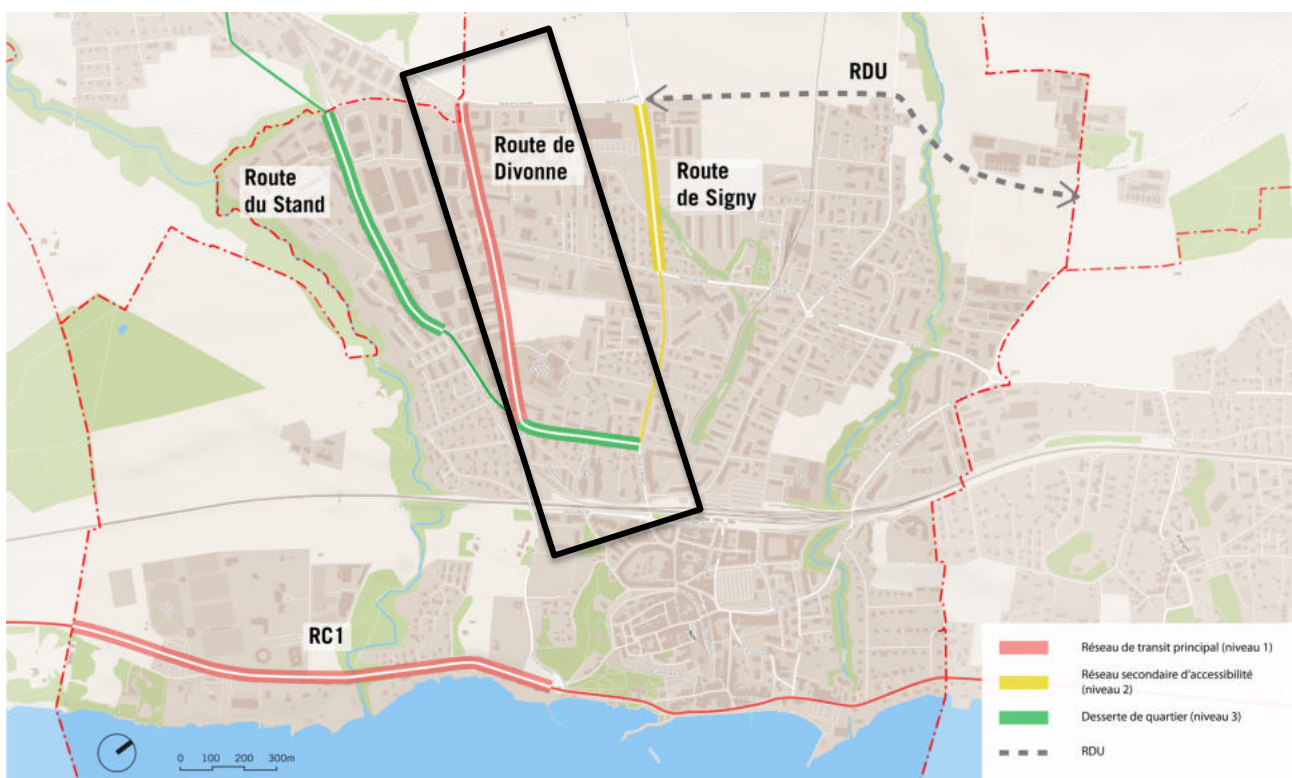 RDU
Route de
Divonne
Route
de Signy
Route
du Stand
RC1
Réseau de transit principal (niveau 1)
Réseau secondaire d'accessibilité
(niveau 2)
Desserte de quartier (niveau 3)
RDU
0 100 200 300m